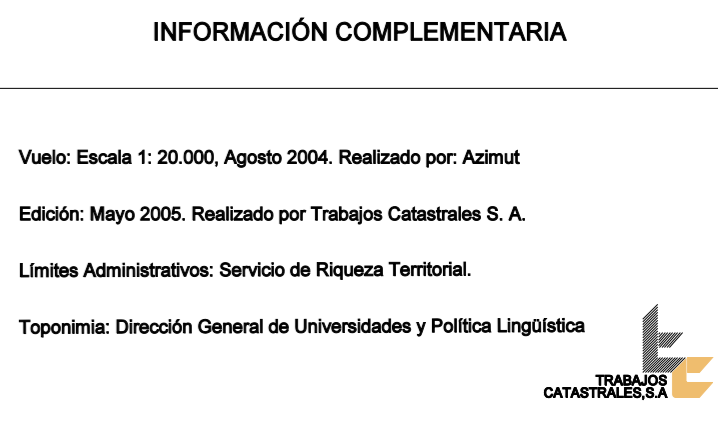 INFORMACIÓN COMPLEMENTARIA
Vuelo: Escala 1: 20.000, Agosto 2004. Realizado por: Azimut
Edición: Mayo 2005. Realizado por Trabajos Catastrales S. A.
Límites Administrativos: Servicio de Riqueza Territorial.
Toponimia: Dirección General de Universidades y Política Lingüística
TRABAJOS
CATASTRALES,S.A